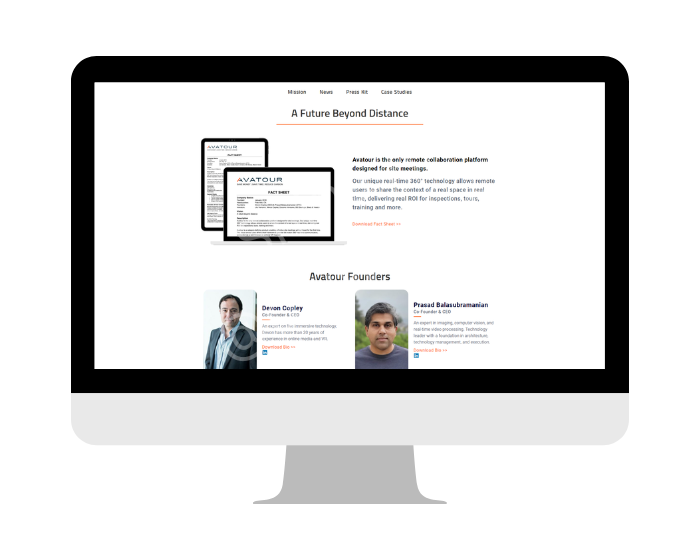 Mission News Press Kit Case Studies
A Future Beyond Distance
AVATOUR
FACT SHEET
AVATOUR
FACT SHEET
Avatour is the only remote collaboration platform
designed for site meetings.
Our unique real-time 360° technology allows remote
users to share the context of a real space in real
time, delivering real ROI for inspections, tours,
training and more.
Download Fact Sheet >>
Avatour Founders
Devon Copley
Co-Founder & CEO
An expert on live immersive technology,
Devon has more than 20 years of
experience in online media and VR.
Download Bio >>
in
Prasad Balasubramanian
Co-Founder &
An expert in imaging, computer vision, and
real-time video processing. Technology
leader with a foundation in architecture,
technology management, and execution.
Download Bio >>
in